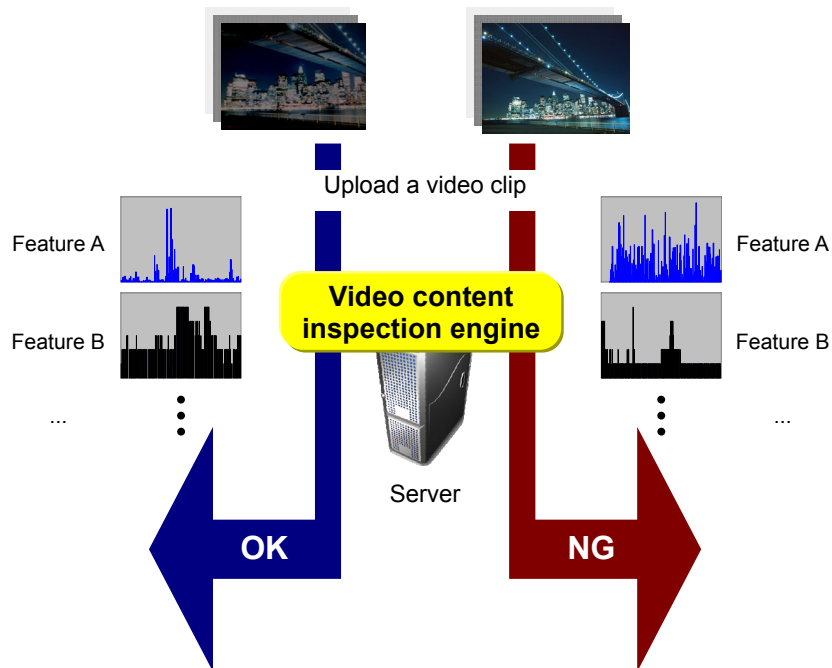 Upload a video clip
Feature A
Feature A
Video content
inspection engine
Feature B
Feature B
...
...
Server
OK
NG